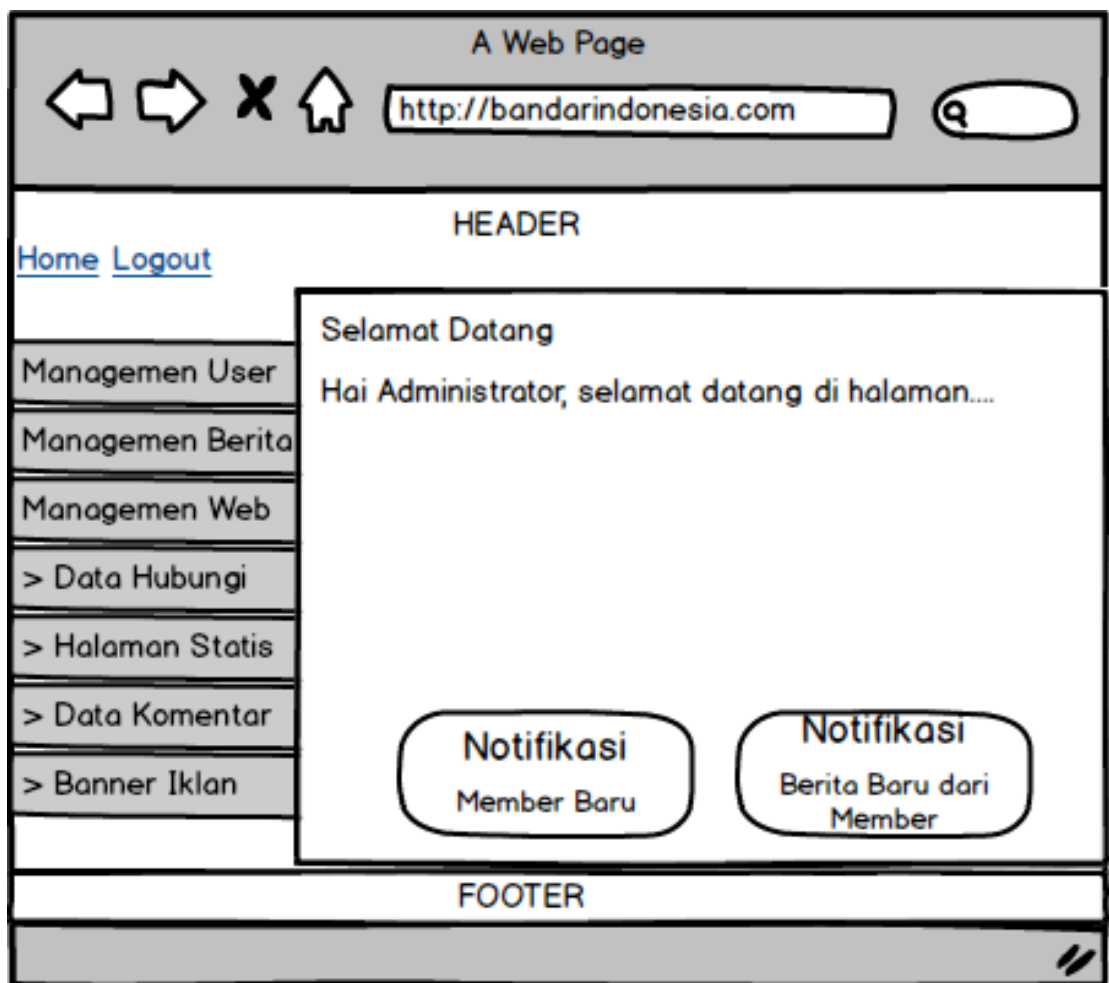 A Web Page
http://bandarindonesia.com
HEADER
Home Logout
Managemen User
Managemen Berita
Managemen Web
> Data Hubungi
> Halaman Statis
> Data Komentar
> Banner Iklan
Selamat Datang
Hai Administrator, selamat datang di halaman....
Notifikasi
Member Baru
Notifikasi
Berita Baru dari
Member
FOOTER